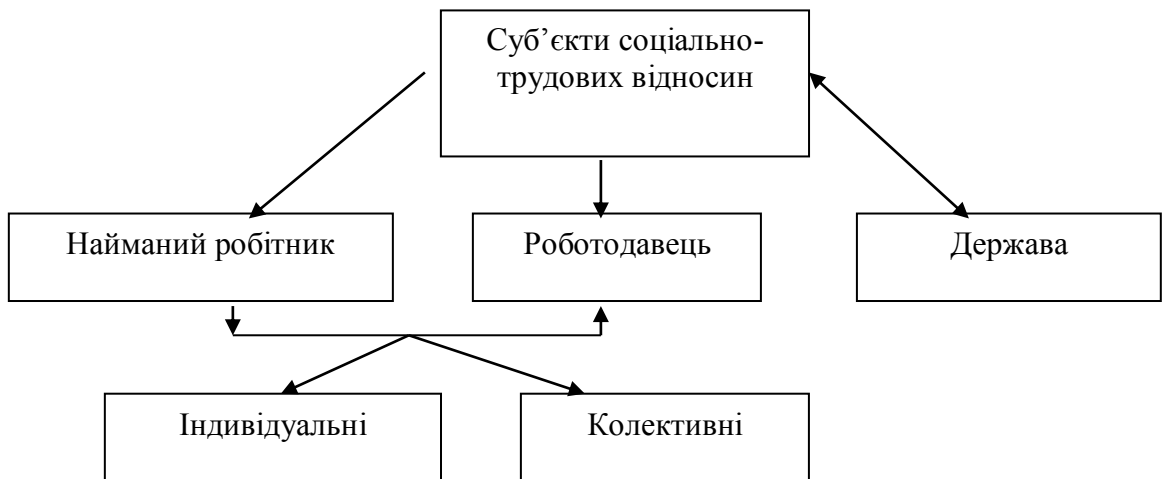 Суб’єкти соціально-
трудових відносин
Найманий робітник
Роботодавець
Держава
Індивідуальні
Колективні